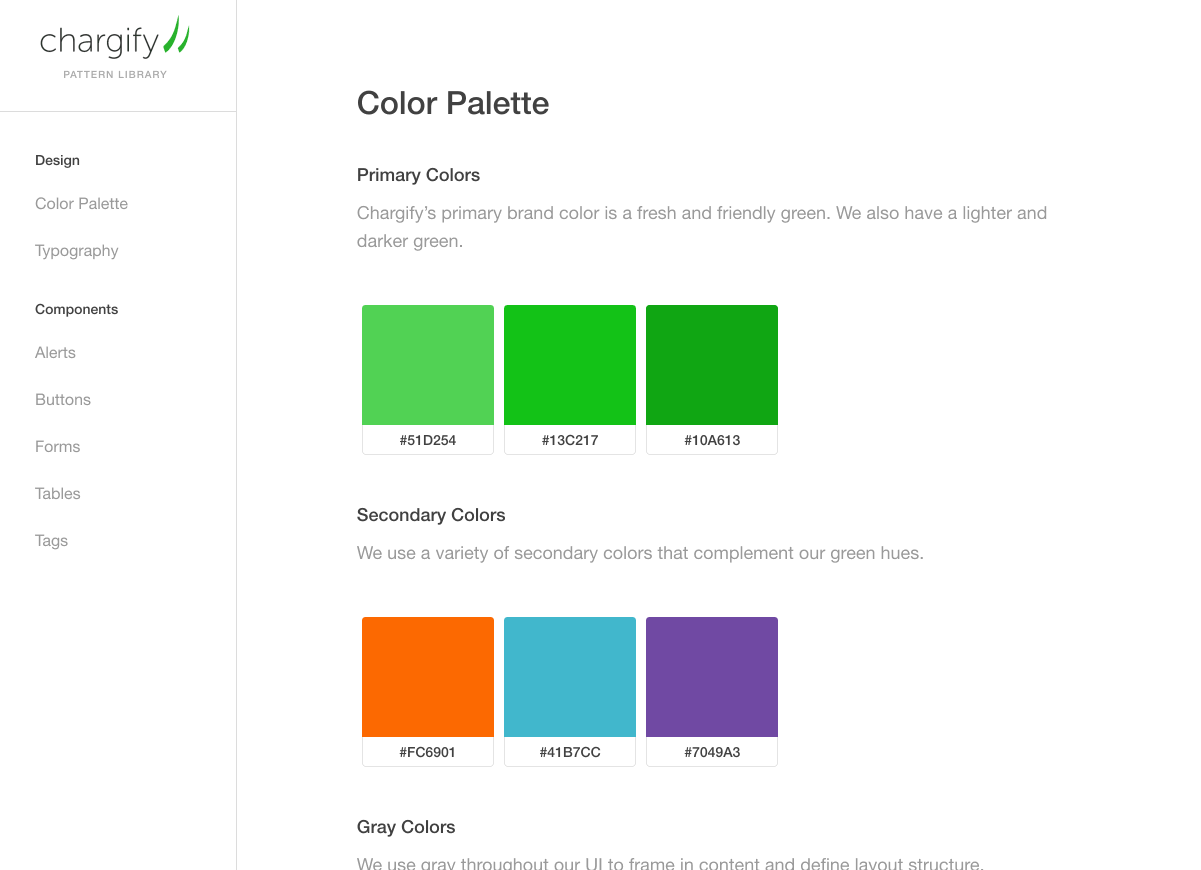 chargify
PATTERN LIBRARY
Design
Color Palette
Typography
Components
Alerts
Buttons
Forms
Tables
Tags
Color Palette
Primary Colors
Chargify’s primary brand color is a fresh and friendly green. We also have a lighter and
darker green.
#51D254
#13C217
#10A613
Secondary Colors
We use a variety of secondary colors that complement our green hues.
#FC6901
#41B7CC
#7049A3
Gray Colors
We use gray throughout our UI to frame in content and define layout structure.